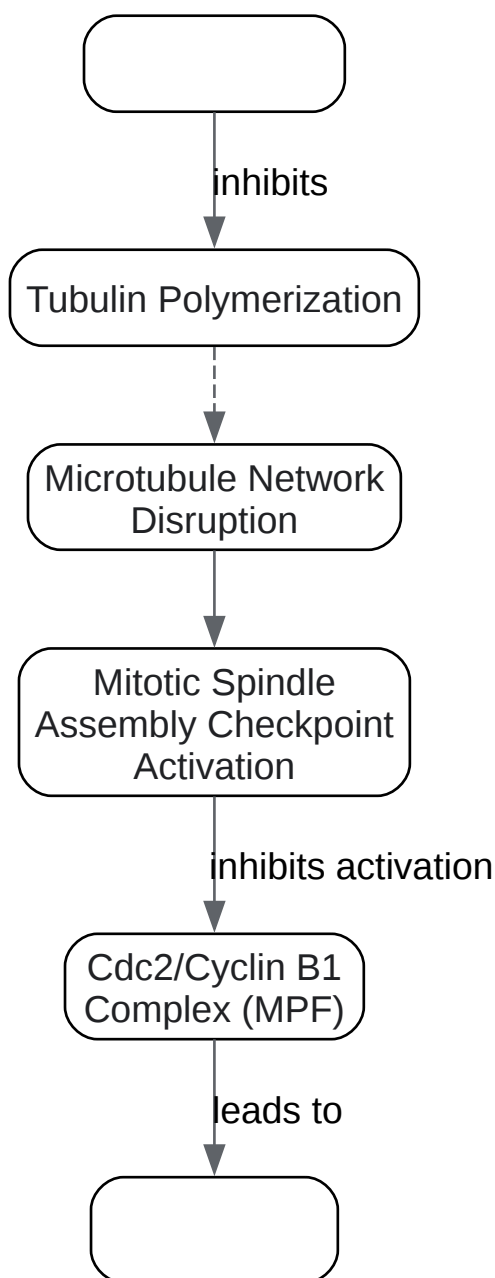 inhibits
Tubulin Polymerization
Microtubule Network
Disruption
Mitotic Spindle
Assembly Checkpoint
Activation
inhibits activation
Cdc2/Cyclin B1
Complex (MPF)
leads to